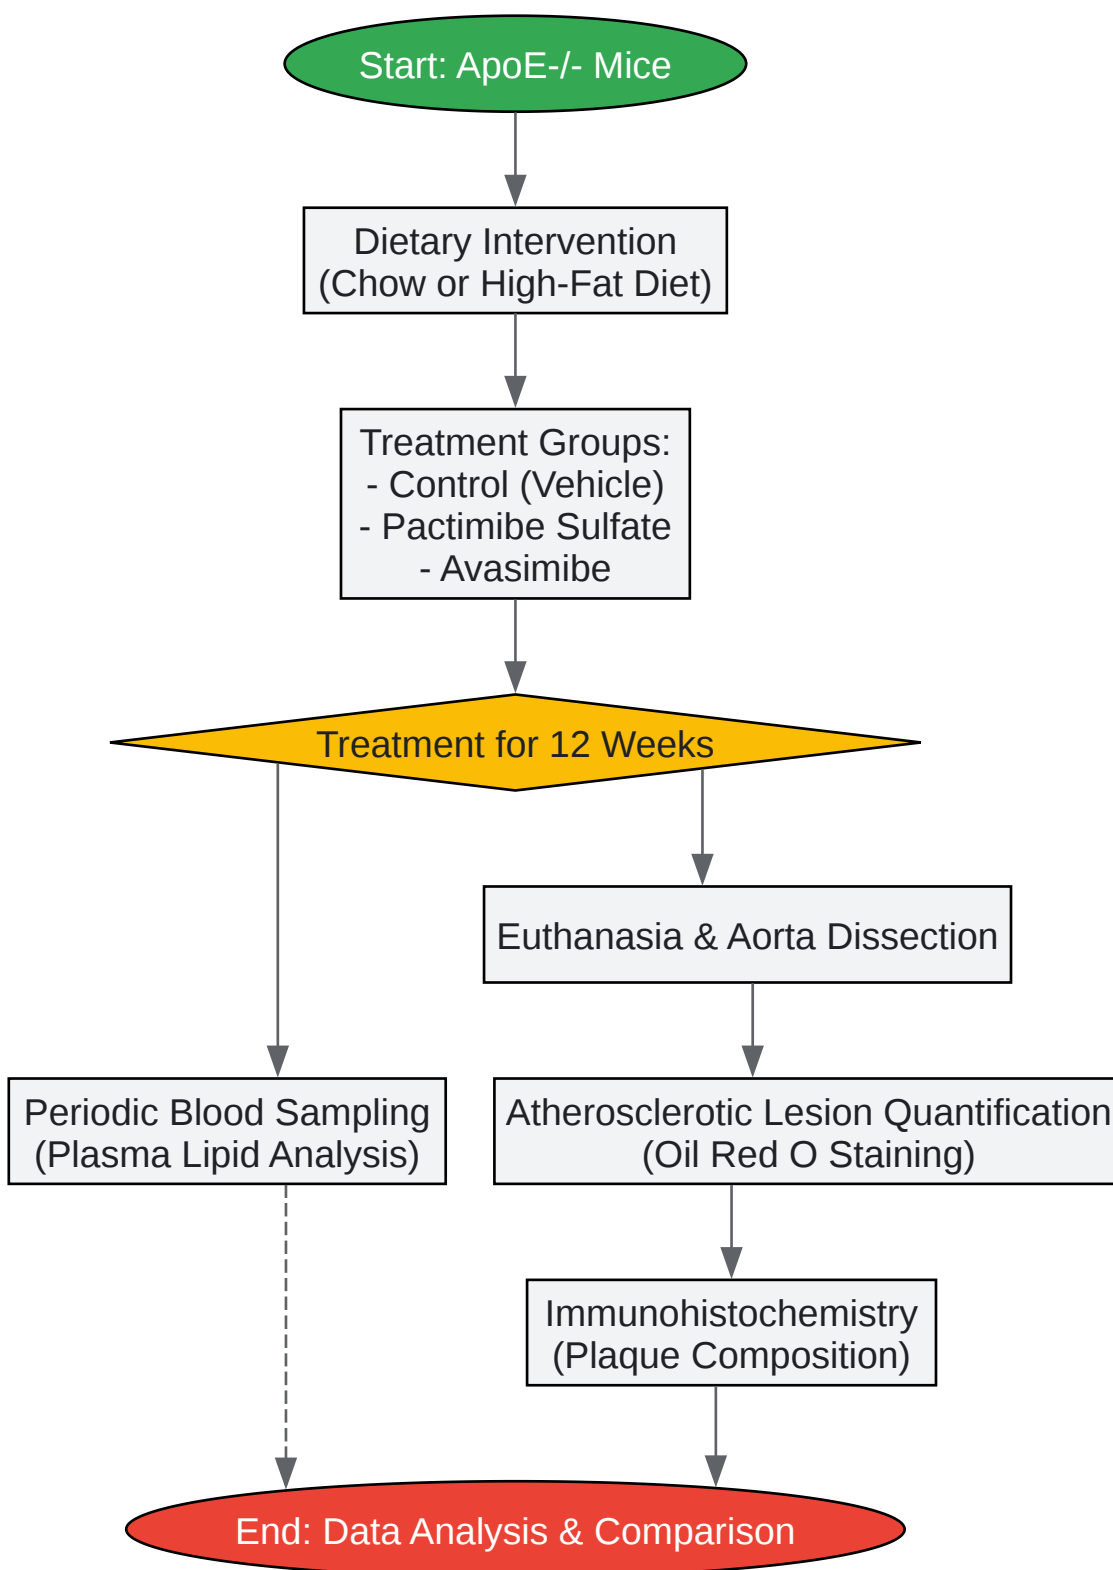 Start: ApoE-/- Mice
Dietary Intervention
(Chow or High-Fat Diet)
Treatment Groups:
- Control (Vehicle)
- Pactimibe Sulfate
- Avasimibe
Treatment for 12 Weeks
Euthanasia & Aorta Dissection
Periodic Blood Sampling
(Plasma Lipid Analysis)
Atherosclerotic Lesion Quantification
(Oil Red O Staining)
Immunohistochemistry
(Plaque Composition)
End: Data Analysis & Comparison